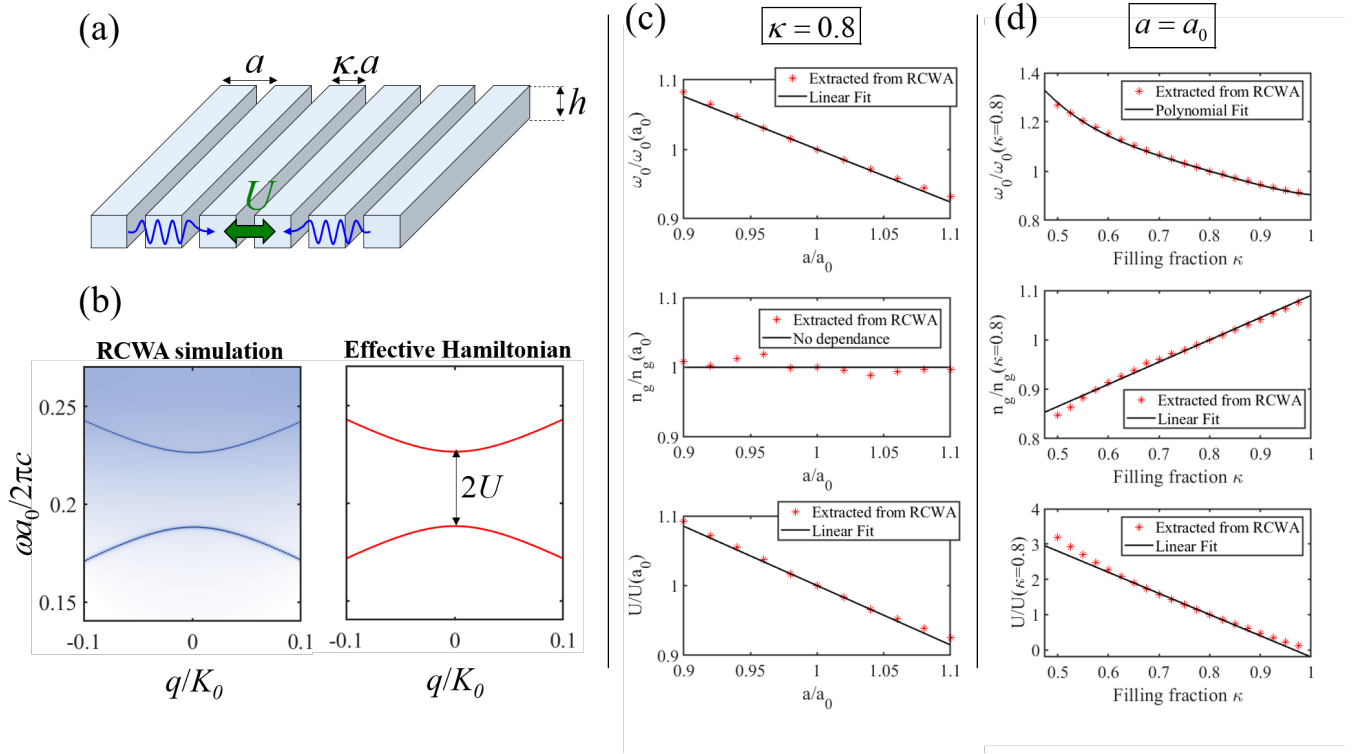 (a)
a
κ.a
h
U
(b)
RCWA simulation
Effective Hamiltonian
ωa₀/2πc
0.25
0.2
0.15
2U
-0.1
0
0.1
-0.1
0
0.1
q/K₀
q/K₀
(c)
κ = 0.8
ω₀/ω₀(a₀)
1.1
1
0.9
Extracted from RCWA
Linear Fit
0.9
0.95
1
1.05
1.1
a/a₀
n_g/n_g(a₀)
1.1
1
0.9
Extracted from RCWA
No dependance
0.9
0.95
1
1.05
1.1
a/a₀
U/U(a₀)
1.1
1
0.9
Extracted from RCWA
Linear Fit
0.9
0.95
1
1.05
1.1
a/a₀
(d)
a = a₀
ω₀/ω₀(κ=0.8)
1.4
1.2
1
0.8
Extracted from RCWA
Polynomial Fit
0.5
0.6
0.7
0.8
0.9
1
Filling fraction κ
n_g/n_g(κ=0.8)
1.1
1
0.9
0.8
Extracted from RCWA
Linear Fit
0.5
0.6
0.7
0.8
0.9
1
Filling fraction κ
U/U(κ=0.8)
4
3
2
1
0
Extracted from RCWA
Linear Fit
0.5
0.6
0.7
0.8
0.9
1
Filling fraction κ